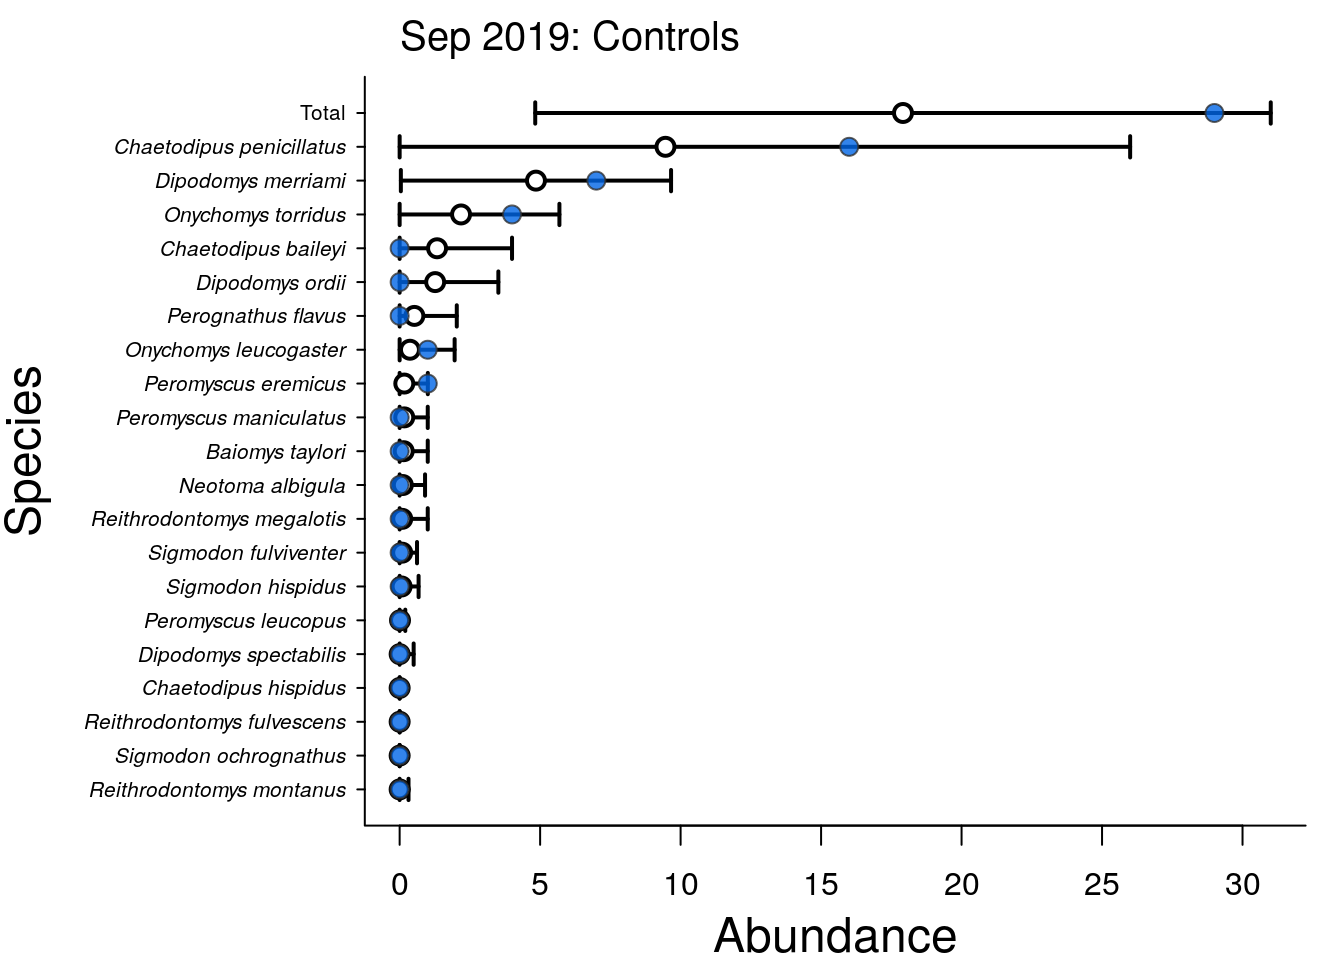 Sep 2019: Controls
Species
Total
Chaetodipus penicillatus
Dipodomys merriami
Onychomys torridus
Chaetodipus baileyi
Dipodomys ordii
Perognathus flavus
Onychomys leucogaster
Peromyscus eremicus
Peromyscus maniculatus
Baiomys taylori
Neotoma albigula
Reithrodontomys megalotis
Sigmodon fulviventer
Sigmodon hispidus
Peromyscus leucopus
Dipodomys spectabilis
Chaetodipus hispidus
Reithrodontomys fulvescens
Sigmodon ochrognathus
Reithrodontomys montanus
0 5 10 15 20 25 30
Abundance